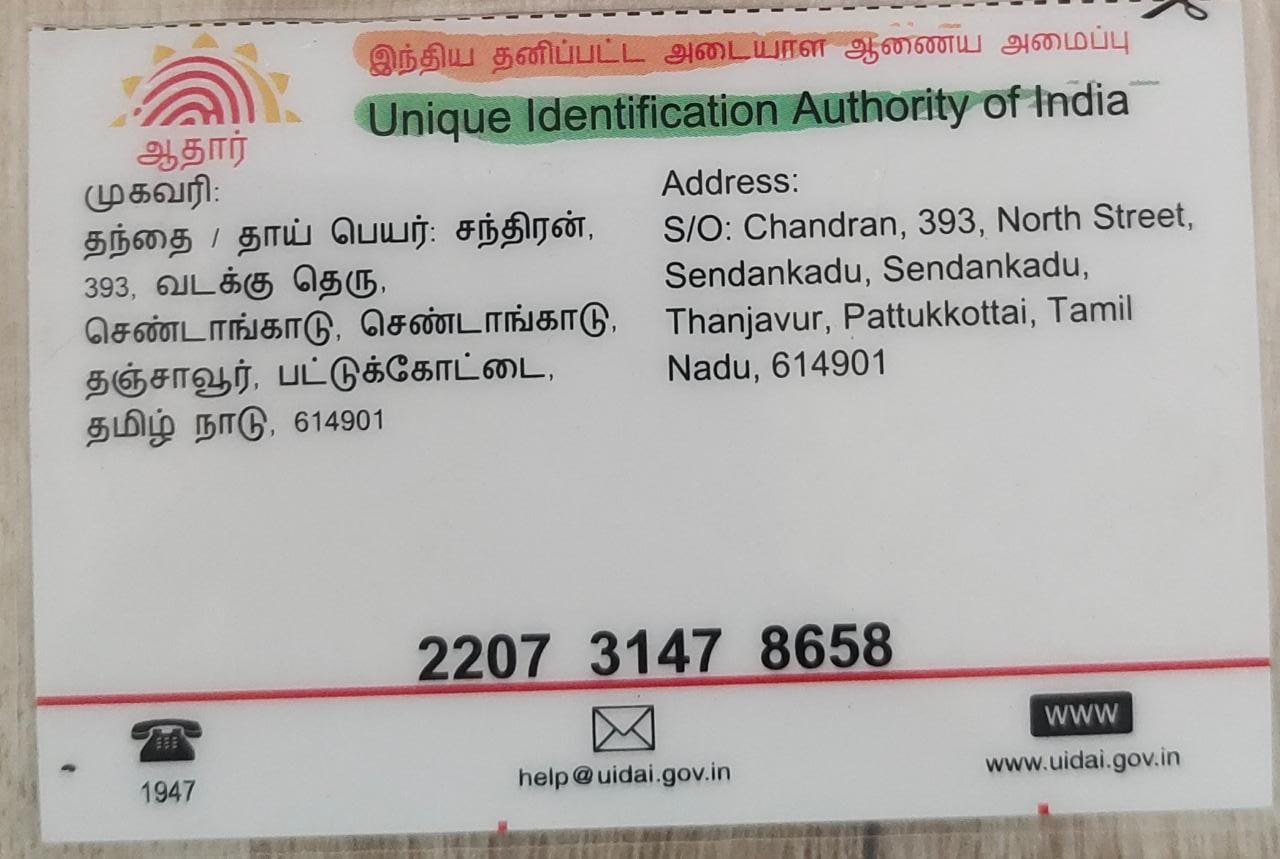 இந்திய தனிப்பட்ட அடையாள ஆணைய அமைப்பு
Unique Identification Authority of India
ஆதார்
முகவரி:
தந்தை / தாய் பெயர்: சந்திரன்,
393, வடக்கு தெரு,
செண்டாங்காடு, செண்டாங்காடு,
தஞ்சாவூர், பட்டுக்கோட்டை,
தமிழ் நாடு, 614901
Address:
S/O: Chandran, 393, North Street,
Sendankadu, Sendankadu,
Thanjavur, Pattukkottai, Tamil
Nadu, 614901
2207 3147 8658
1947
help@uidai.gov.in
www
www.uidai.gov.in